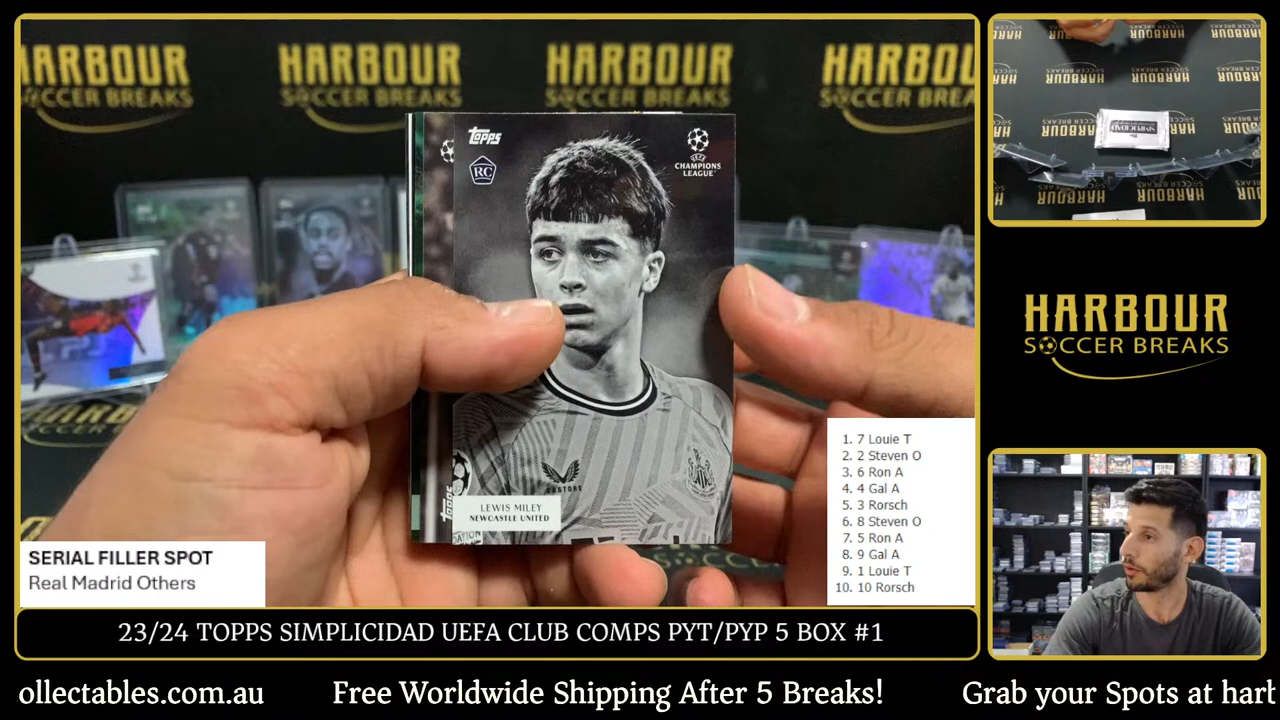 HARBOUR
SOCCER BREAKS
HARBOUR
SOCCER BREAKS
HARBOUR
SOCCER BREAKS
HARBOUR
SOCCER BREAKS
topps
RC
UEFA
CHAMPIONS
LEAGUE
CASTORE
LEWIS MILEY
NEWCASTLE UNITED
SERIAL FILLER SPOT
Real Madrid Others
1. 7 Louie T
2. 2 Steven O
3. 6 Ron A
4. 4 Gal A
5. 3 Rorsch
6. 8 Steven O
7. 5 Ron A
8. 9 Gal A
9. 1 Louie T
10. 10 Rorsch
SIMPLICIDAD
HARBOUR
SOCCER BREAKS
23/24 TOPPS SIMPLICIDAD UEFA CLUB COMPS PYT/PYP 5 BOX #1
ollectables.com.au Free Worldwide Shipping After 5 Breaks! Grab your Spots at hart